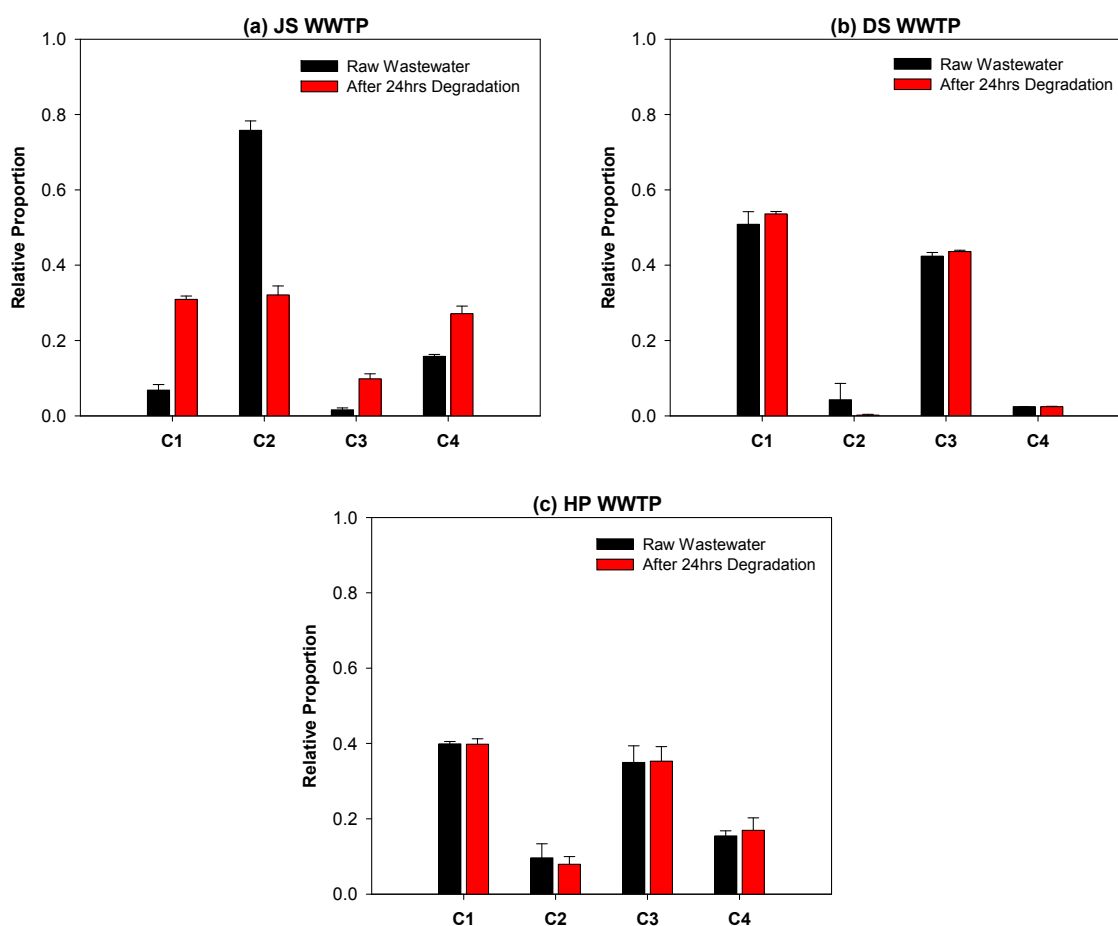 (a) JS WWTP
1.0
0.8
0.6
0.4
0.2
0.0
Relative Proportion
Raw Wastewater
After 24hrs Degradation
C1 C2 C3 C4
(b) DS WWTP
1.0
0.8
0.6
0.4
0.2
0.0
Relative Proportion
Raw Wastewater
After 24hrs Degradation
C1 C2 C3 C4
(c) HP WWTP
1.0
0.8
0.6
0.4
0.2
0.0
Relative Proportion
Raw Wastewater
After 24hrs Degradation
C1 C2 C3 C4